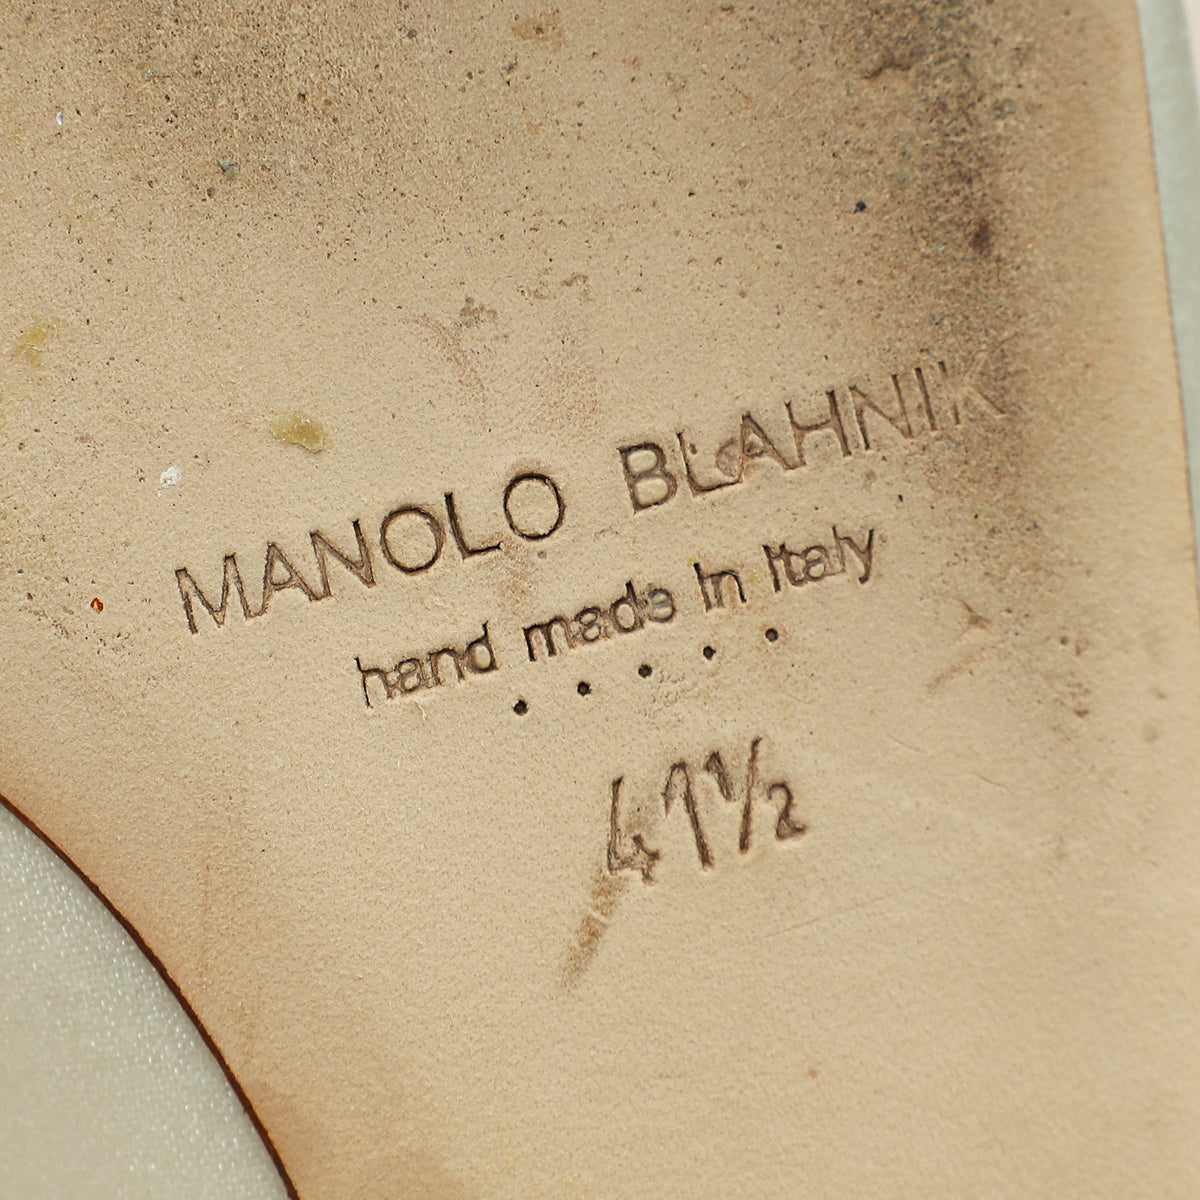 MANOLO BLAHNIK
hand made in Italy
41½